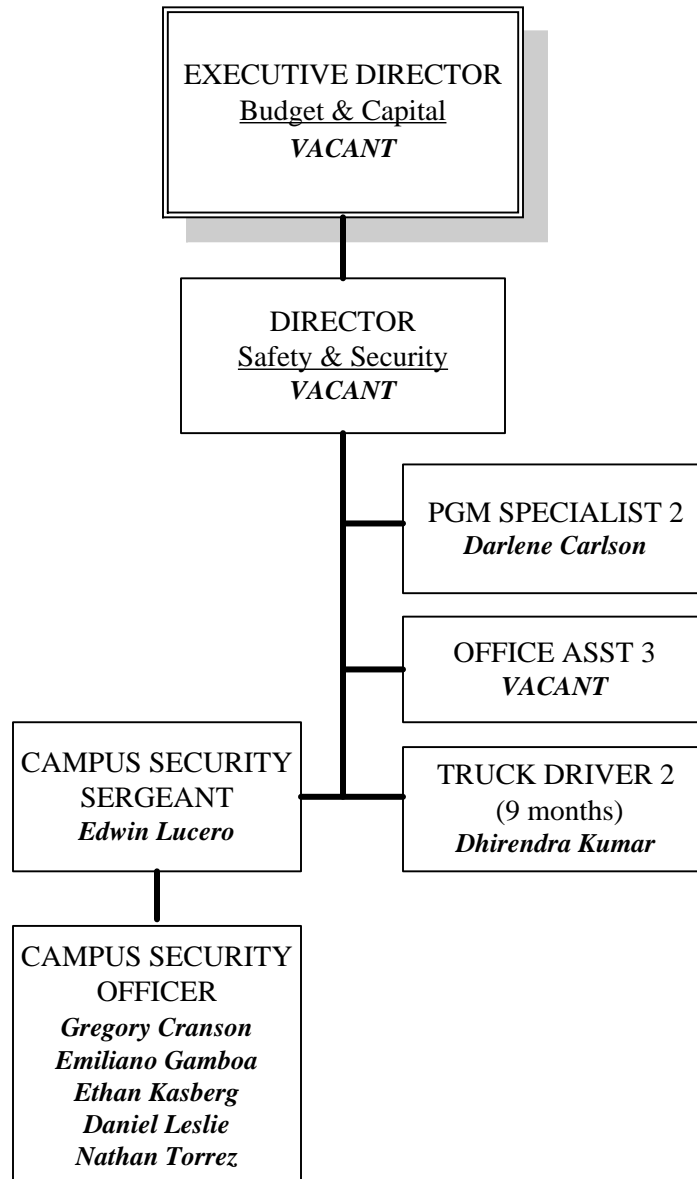 EXECUTIVE DIRECTOR
Budget & Capital
VACANT
DIRECTOR
Safety & Security
VACANT
PGM SPECIALIST 2
Darlene Carlson
OFFICE ASST 3
VACANT
CAMPUS SECURITY
SERGEANT
Edwin Lucero
TRUCK DRIVER 2
(9 months)
Dhirendra Kumar
CAMPUS SECURITY
OFFICER
Gregory Cranson
Emiliano Gamboa
Ethan Kasberg
Daniel Leslie
Nathan Torrez